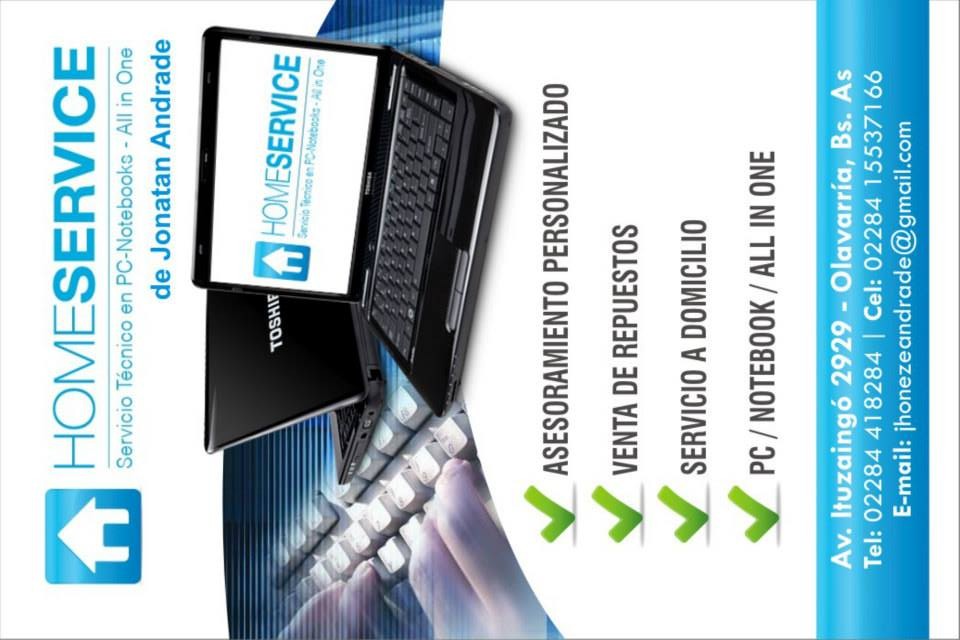 HOMESERVICE
Servicio Técnico en PC-Notebooks - All in One
de Jonatan Andrade
HOMESERVICE
Servicio Técnico en PC-Notebooks - All in One
TOSHIBA
ASESORAMIENTO PERSONALIZADO
VENTA DE REPUESTOS
SERVICIO A DOMICILIO
PC / NOTEBOOK / ALL IN ONE
Av. Ituzaingó 2929 - Olavarría, Bs. As
Tel: 02284 418284 | Cel: 02284 15537166
E-mail: jhonezeandrade@gmail.com